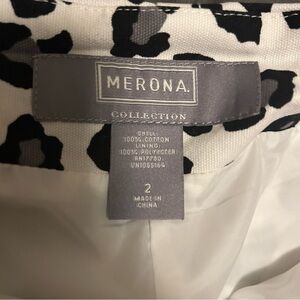 MERONA.
COLLECTION
SHELL:
100% COTTON
LINING:
100% POLYESTER
RN17730
2
MADE IN
CHINA